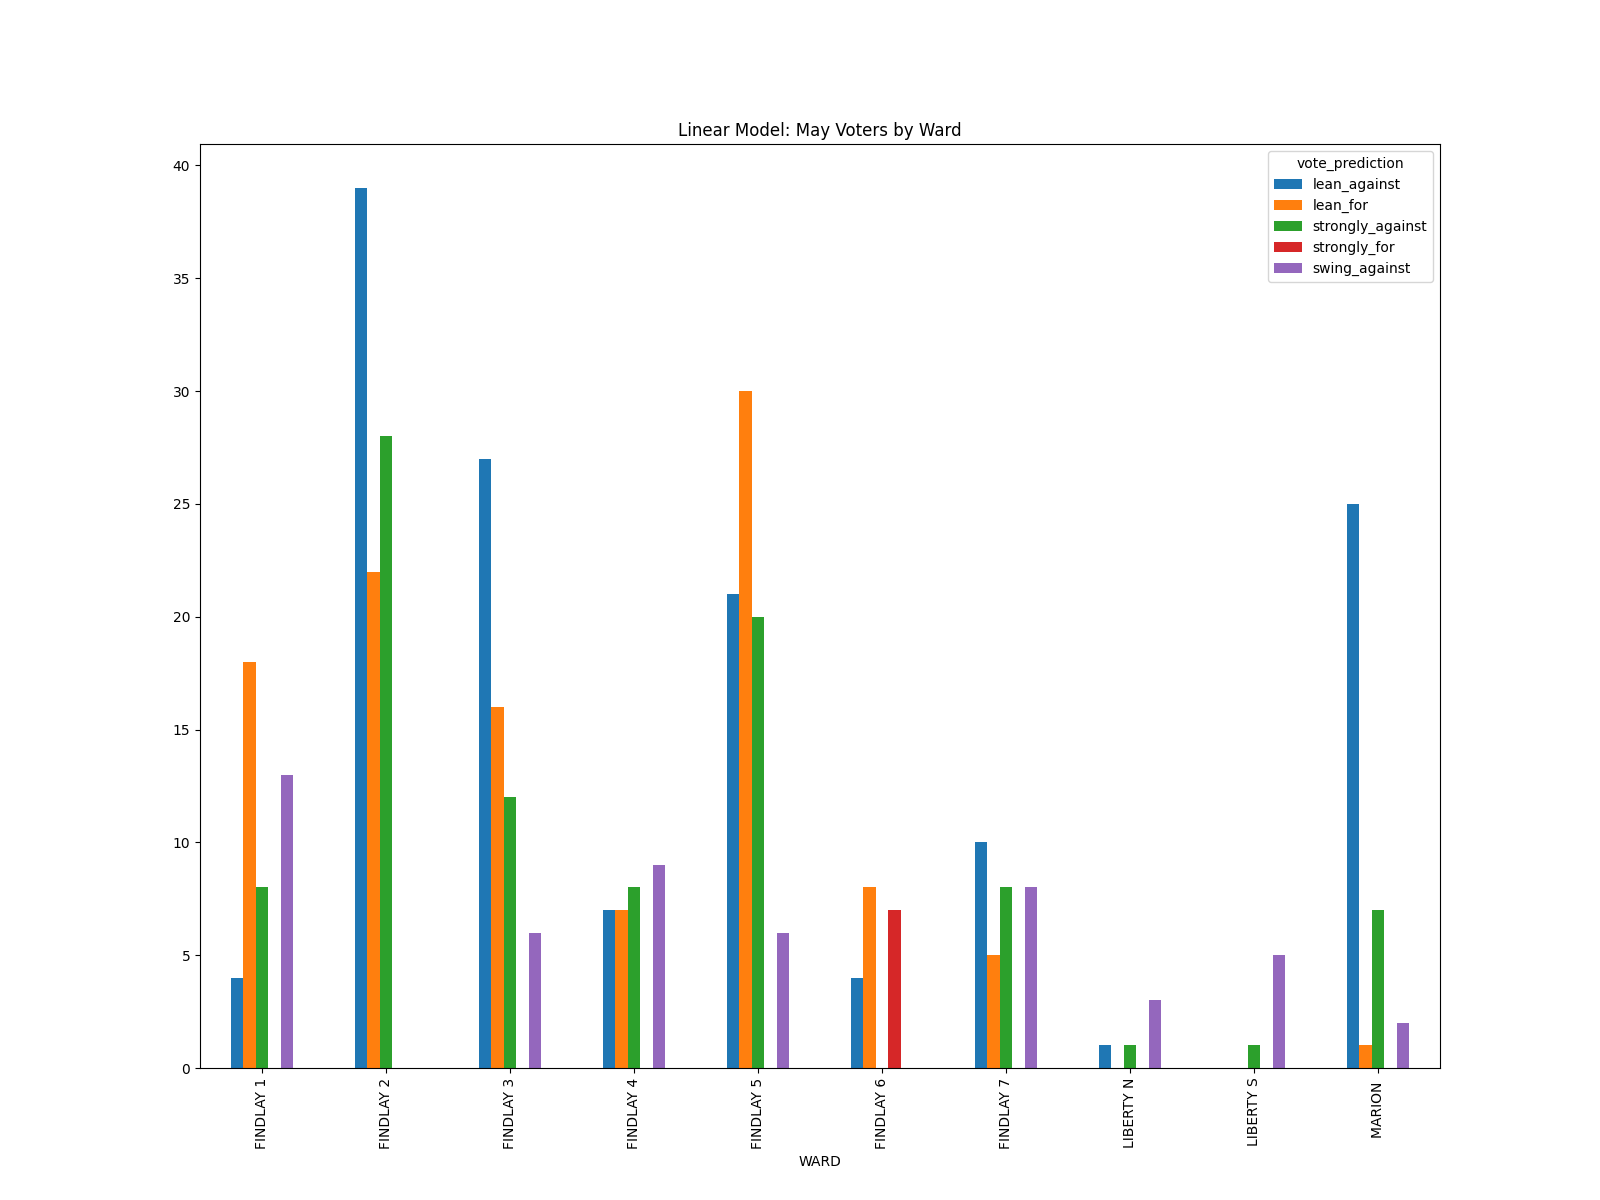 Linear Model: May Voters by Ward
vote_prediction
lean_against
lean_for
strongly_against
strongly_for
swing_against
40
35
30
25
20
15
10
5
0
FINDLAY 1
FINDLAY 2
FINDLAY 3
FINDLAY 4
FINDLAY 5
FINDLAY 6
FINDLAY 7
LIBERTY N
LIBERTY S
MARION
WARD